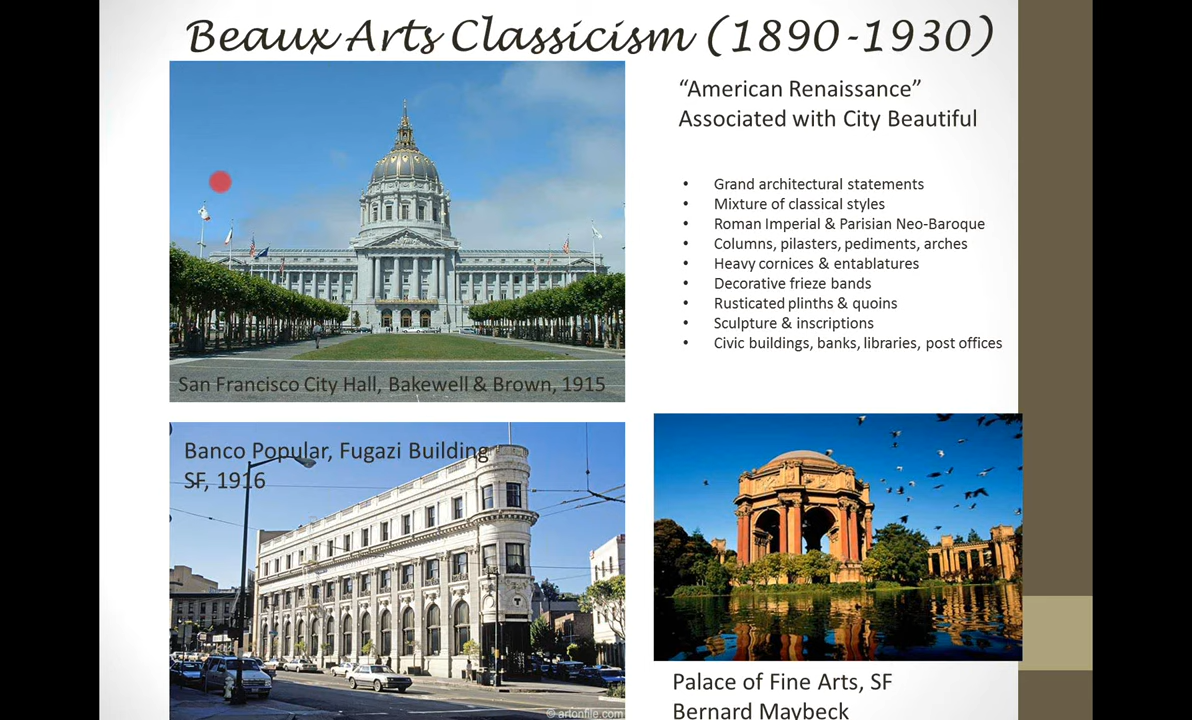 Beaux Arts Classicism (1890-1930)
“American Renaissance”
Associated with City Beautiful
• Grand architectural statements
• Mixture of classical styles
• Roman Imperial & Parisian Neo-Baroque
• Columns, pilasters, pediments, arches
• Heavy cornices & entablatures
• Decorative frieze bands
• Rusticated plinths & quoins
• Sculpture & inscriptions
• Civic buildings, banks, libraries, post offices
San Francisco City Hall, Bakewell & Brown, 1915
Banco Popular, Fugazi Building
SF, 1916
© artonfile.com
Palace of Fine Arts, SF
Bernard Maybeck